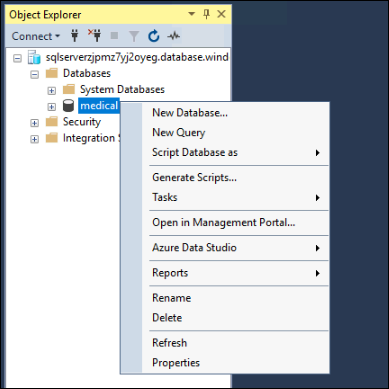 Object Explorer
Connect
sqlserverzjpmz7yj2oyeg.database.wind
Databases
System Databases
medical
Security
Integration S
New Database...
New Query
Script Database as
Generate Scripts...
Tasks
Open in Management Portal...
Azure Data Studio
Reports
Rename
Delete
Refresh
Properties